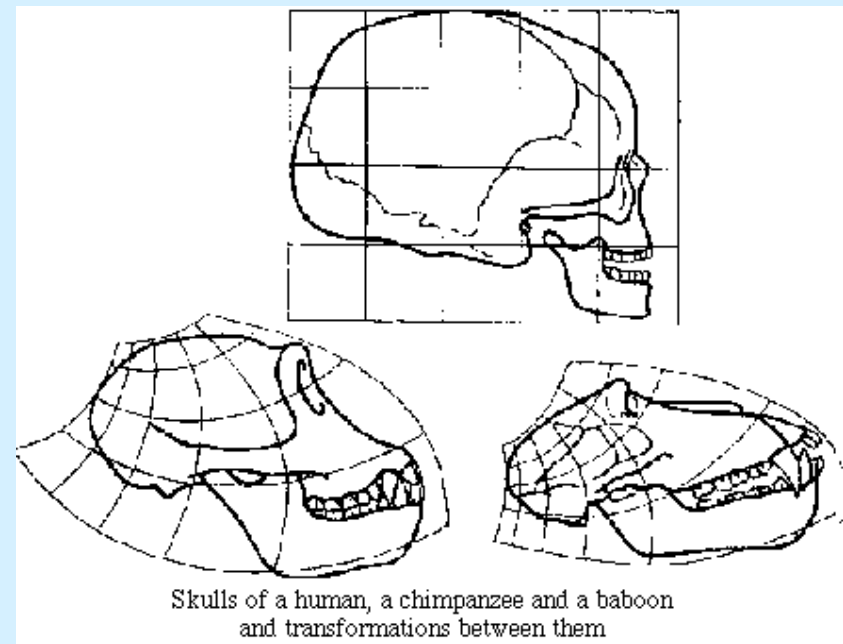 Skulls of a human, a chimpanzee and a baboon
and transformations between them